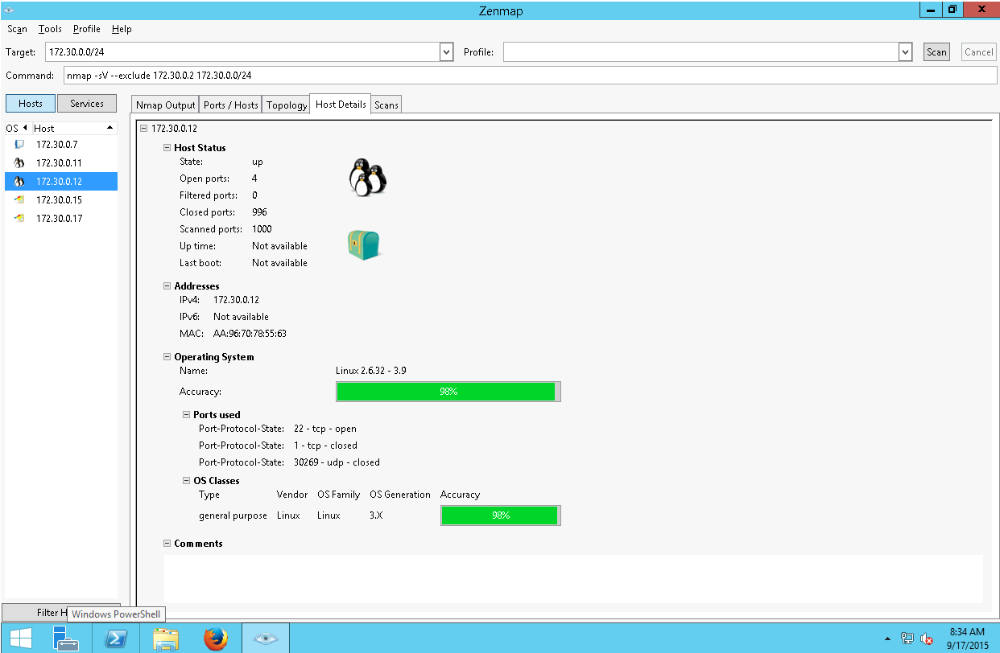 Zenmap
Scan Tools Profile Help
Target: 172.30.0.0/24 Profile: Scan Cancel
Command: nmap -sV --exclude 172.30.0.2 172.30.0.0/24
Hosts Services
Nmap Output Ports / Hosts Topology Host Details Scans
OS Host
172.30.0.7
172.30.0.11
172.30.0.12
172.30.0.15
172.30.0.17
172.30.0.12
Host Status
State: up
Open ports: 4
Filtered ports: 0
Closed ports: 996
Scanned ports: 1000
Up time: Not available
Last boot: Not available
Addresses
IPv4: 172.30.0.12
IPv6: Not available
MAC: AA:96:70:78:55:63
Operating System
Name: Linux 2.6.32 - 3.9
Accuracy: 98%
Ports used
Port-Protocol-State: 22 - tcp - open
Port-Protocol-State: 1 - tcp - closed
Port-Protocol-State: 30269 - udp - closed
OS Classes
Type Vendor OS Family OS Generation Accuracy
general purpose Linux Linux 3.X 98%
Comments
Filter H
Windows PowerShell
8:34 AM
9/17/2015